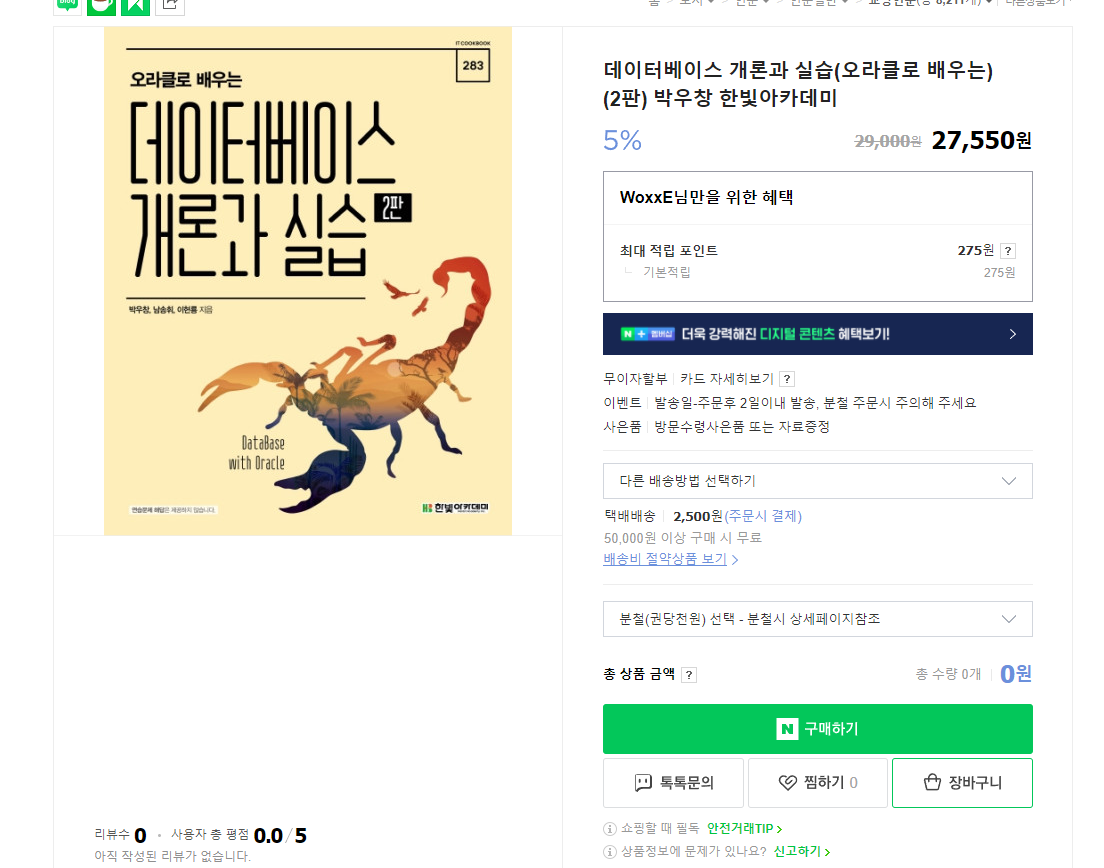 교양인문(총 8,211개)
다른상품보기
IT COOKBOOK
283
오라클로 배우는
데이터베이스
개론과 실습 2판
박우창, 남송휘, 이현룡 지음
DataBase
with Oracle
연습문제 해답은 제공하지 않습니다.
한빛아카데미
데이터베이스 개론과 실습(오라클로 배우는)
(2판) 박우창 한빛아카데미
5% 29,000원 27,550원
WoxxE님만을 위한 혜택
최대 적립 포인트 275원 ?
기본적립 275원
N + 멤버십 더욱 강력해진 디지털 콘텐츠 혜택보기!
무이자할부 카드 자세히보기 ?
이벤트 발송일-주문후 2일이내 발송, 분철 주문시 주의해 주세요
사은품 방문수령사은품 또는 자료증정
다른 배송방법 선택하기
택배배송 2,500원(주문시 결제)
50,000원 이상 구매 시 무료
배송비 절약상품 보기
분철(권당천원) 선택 - 분철시 상세페이지참조
총 상품 금액 ? 총 수량 0개 0원
N 구매하기
톡톡문의 찜하기 0 장바구니
쇼핑할 때 필독 안전거래TIP
상품정보에 문제가 있나요? 신고하기
리뷰수 0 · 사용자 총 평점 0.0/5
아직 작성된 리뷰가 없습니다.